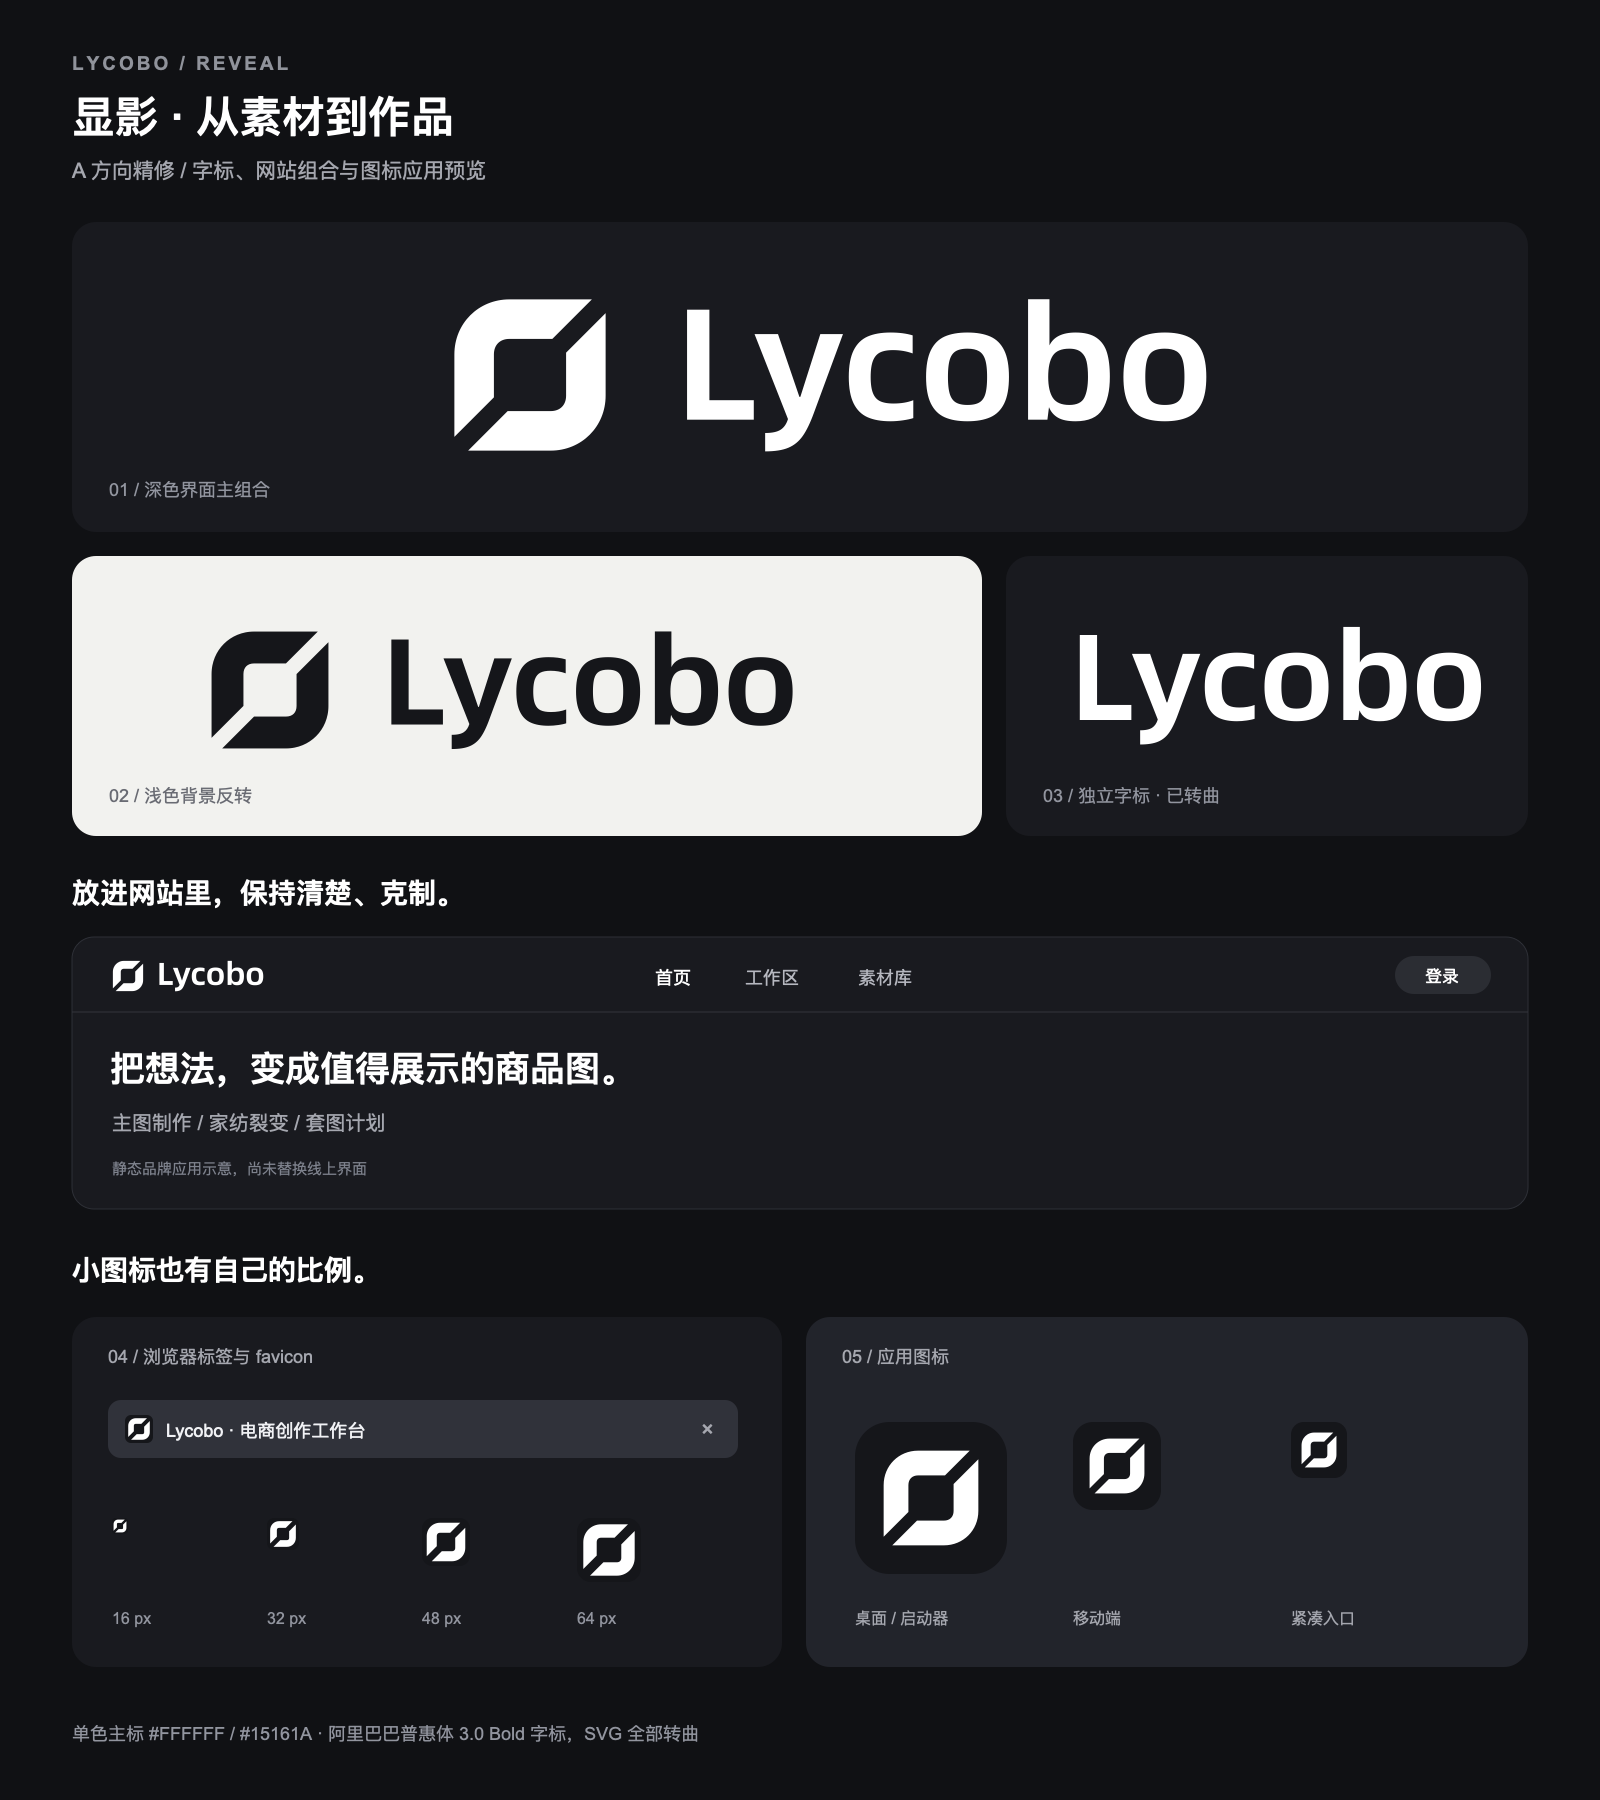 LYCOBO / REVEAL
显影 · 从素材到作品
A 方向精修 / 字标、网站组合与图标应用预览
Lycobo
01 / 深色界面主组合
Lycobo
02 / 浅色背景反转
Lycobo
03 / 独立字标 · 已转曲
放进网站里，保持清楚、克制。
Lycobo 首页 工作区 素材库 登录
把想法，变成值得展示的商品图。
主图制作 / 家纺裂变 / 套图计划
静态品牌应用示意，尚未替换线上界面
小图标也有自己的比例。
04 / 浏览器标签与 favicon
Lycobo · 电商创作工作台 ×
16 px 32 px 48 px 64 px
05 / 应用图标
桌面 / 启动器 移动端 紧凑入口
单色主标 #FFFFFF / #15161A · 阿里巴巴普惠体 3.0 Bold 字标，SVG 全部转曲